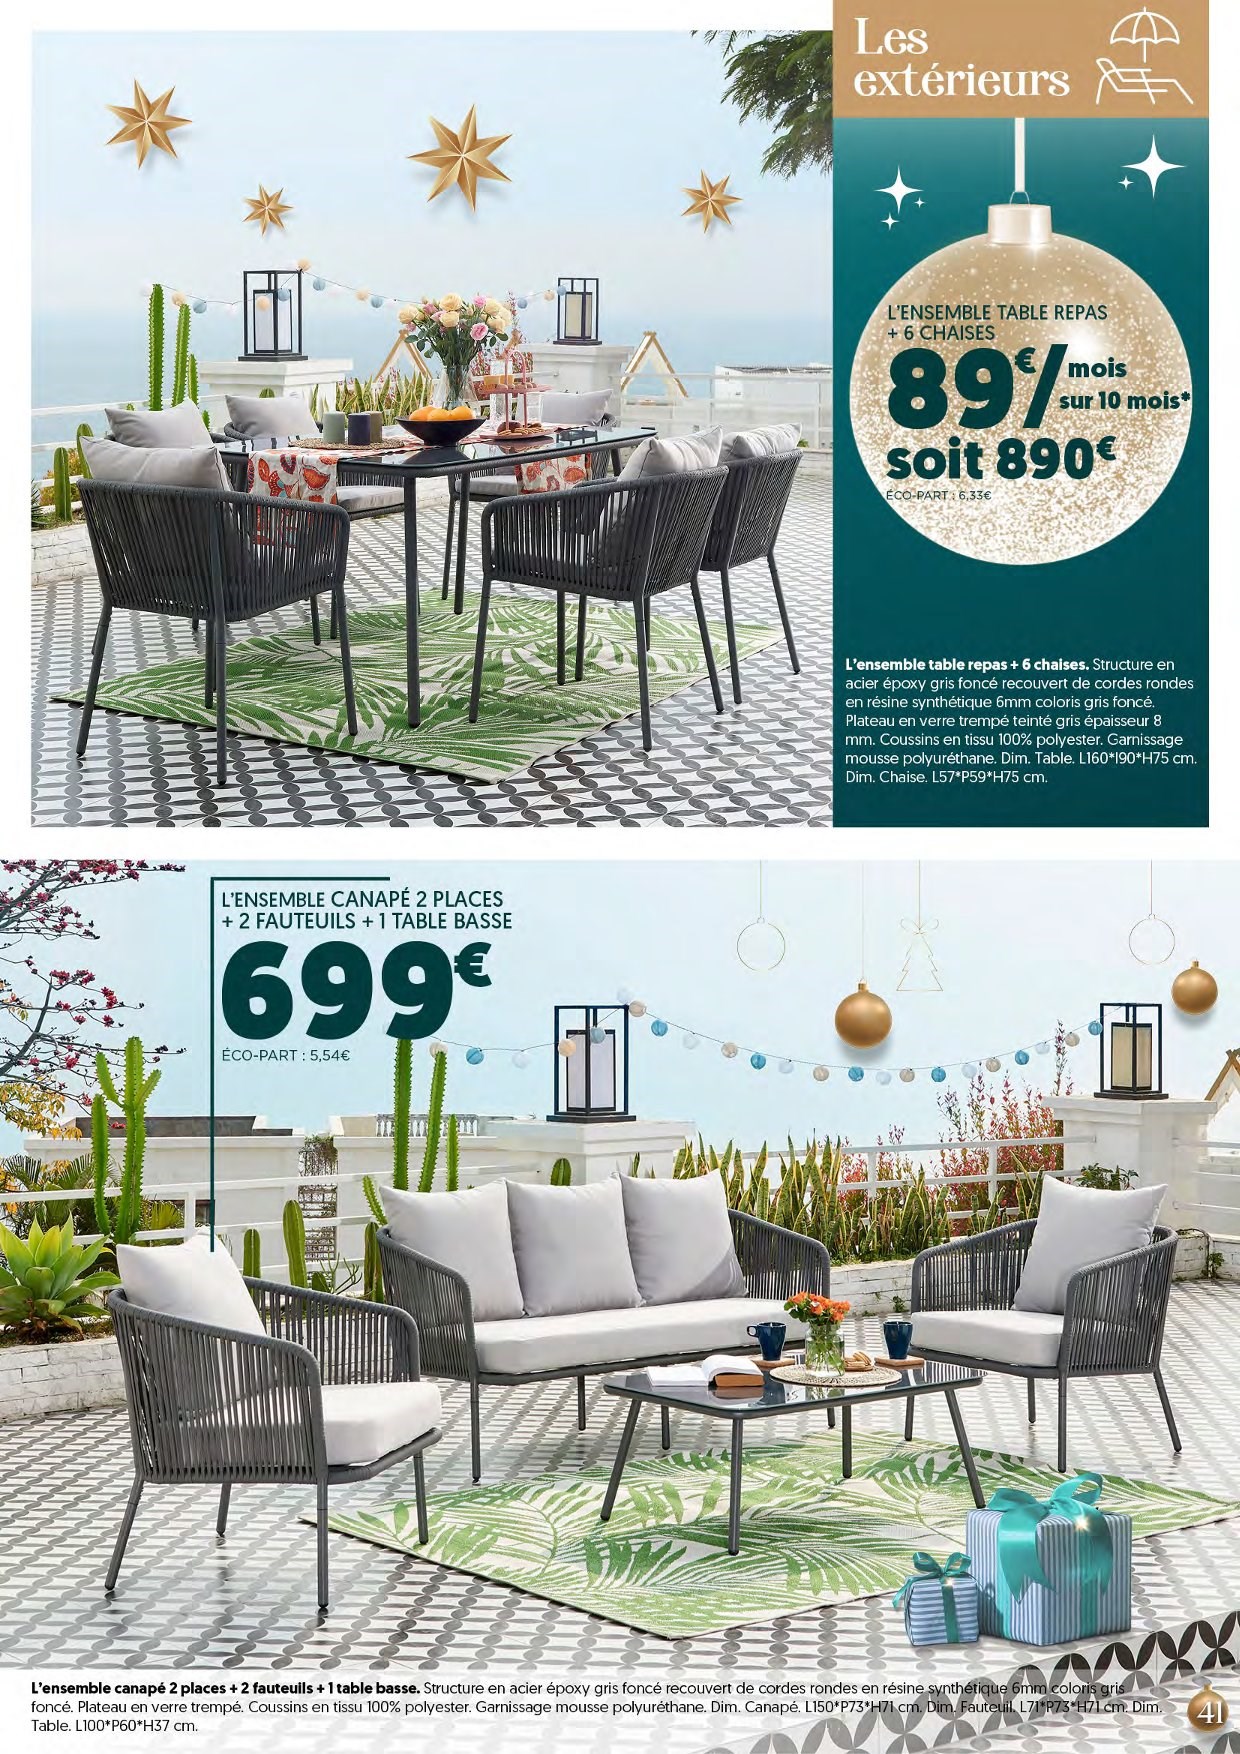 Les
extérieurs
L'ENSEMBLE TABLE REPAS
+ 6 CHAISES
89€/mois
sur 10 mois*
soit 890€
ÉCO-PART : 6,33€
L'ensemble table repas + 6 chaises. Structure en
acier époxy gris foncé recouvert de cordes rondes
en résine synthétique 6mm coloris gris foncé.
Plateau en verre trempé teinté gris épaisseur 8
mm. Coussins en tissu 100% polyester. Garnissage
mousse polyuréthane. Dim. Table. L160*l90*H75 cm.
Dim. Chaise. L57*P59*H75 cm.
L'ENSEMBLE CANAPÉ 2 PLACES
+ 2 FAUTEUILS + 1 TABLE BASSE
699€
ÉCO-PART : 5,54€
L'ensemble canapé 2 places + 2 fauteuils + 1 table basse. Structure en acier époxy gris foncé recouvert de cordes rondes en résine synthétique 6mm coloris gris
foncé. Plateau en verre trempé. Coussins en tissu 100% polyester. Garnissage mousse polyuréthane. Dim. Canapé. L150*P73*H71 cm. Dim. Fauteuil. L71*P73*H71 cm. Dim.
Table. L100*P60*H37 cm.
41